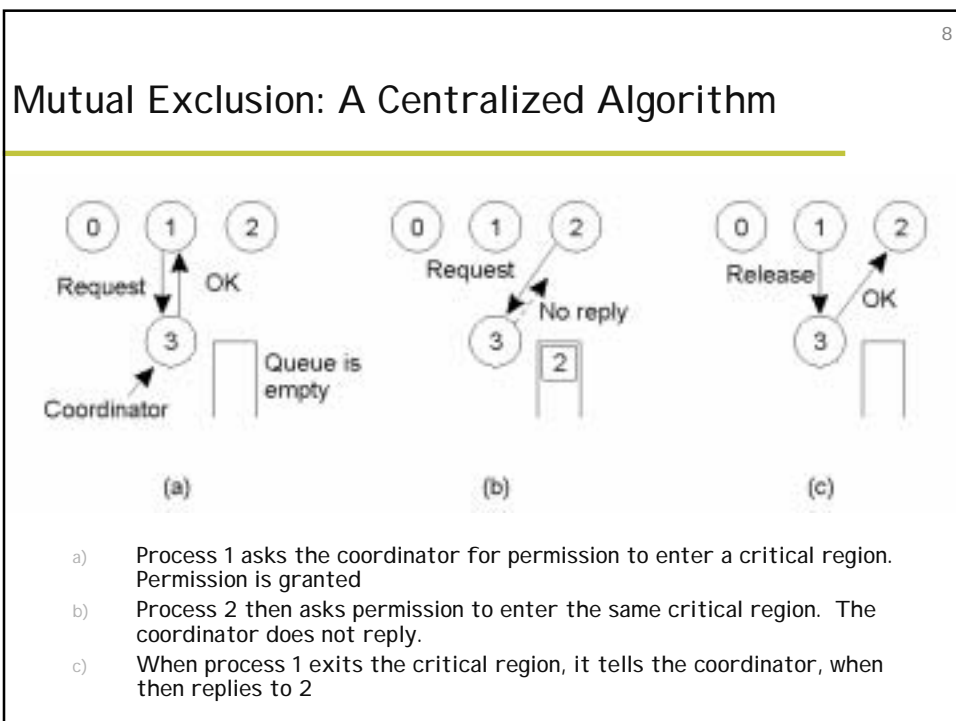 8
Mutual Exclusion: A Centralized Algorithm
0 1 2
Request OK
3
Queue is
empty
Coordinator
(a)
0 1 2
Request
No reply
3
2
(b)
0 1 2
Release
OK
3
(c)
a) Process 1 asks the coordinator for permission to enter a critical region.
Permission is granted
b) Process 2 then asks permission to enter the same critical region. The
coordinator does not reply.
c) When process 1 exits the critical region, it tells the coordinator, when
then replies to 2